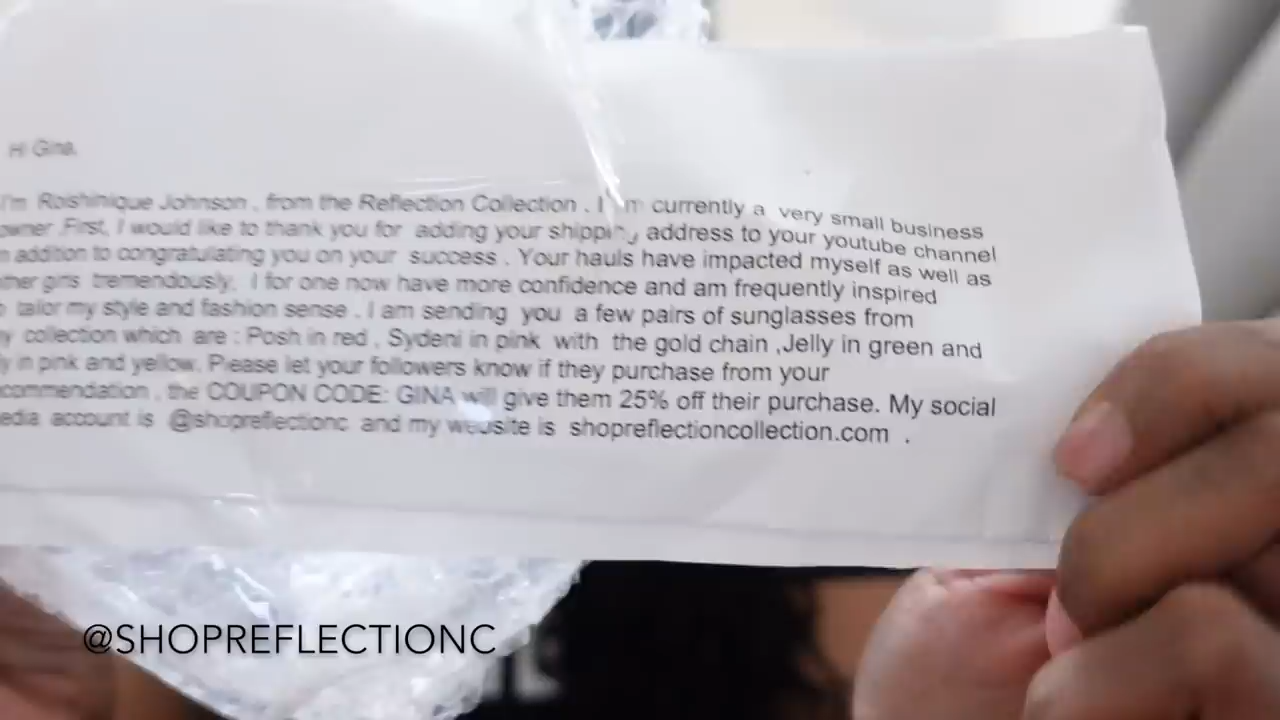 Hi Gina,
I'm Roishinique Johnson , from the Reflection Collection . I'm currently a very small business
owner .First, I would like to thank you for adding your shipping address to your youtube channel
addition to congratulating you on your success . Your hauls have impacted myself as well as
girls tremendously. I for one now have more confidence and am frequently inspired
tailor my style and fashion sense . I am sending you a few pairs of sunglasses from
collection which are : Posh in red , Sydeni in pink with the gold chain ,Jelly in green and
in pink and yellow. Please let your followers know if they purchase from your
commendation , the COUPON CODE: GINA will give them 25% off their purchase. My social
edia account is @shopreflectionc and my website is shopreflectioncollection.com .
@SHOPREFLECTIONC